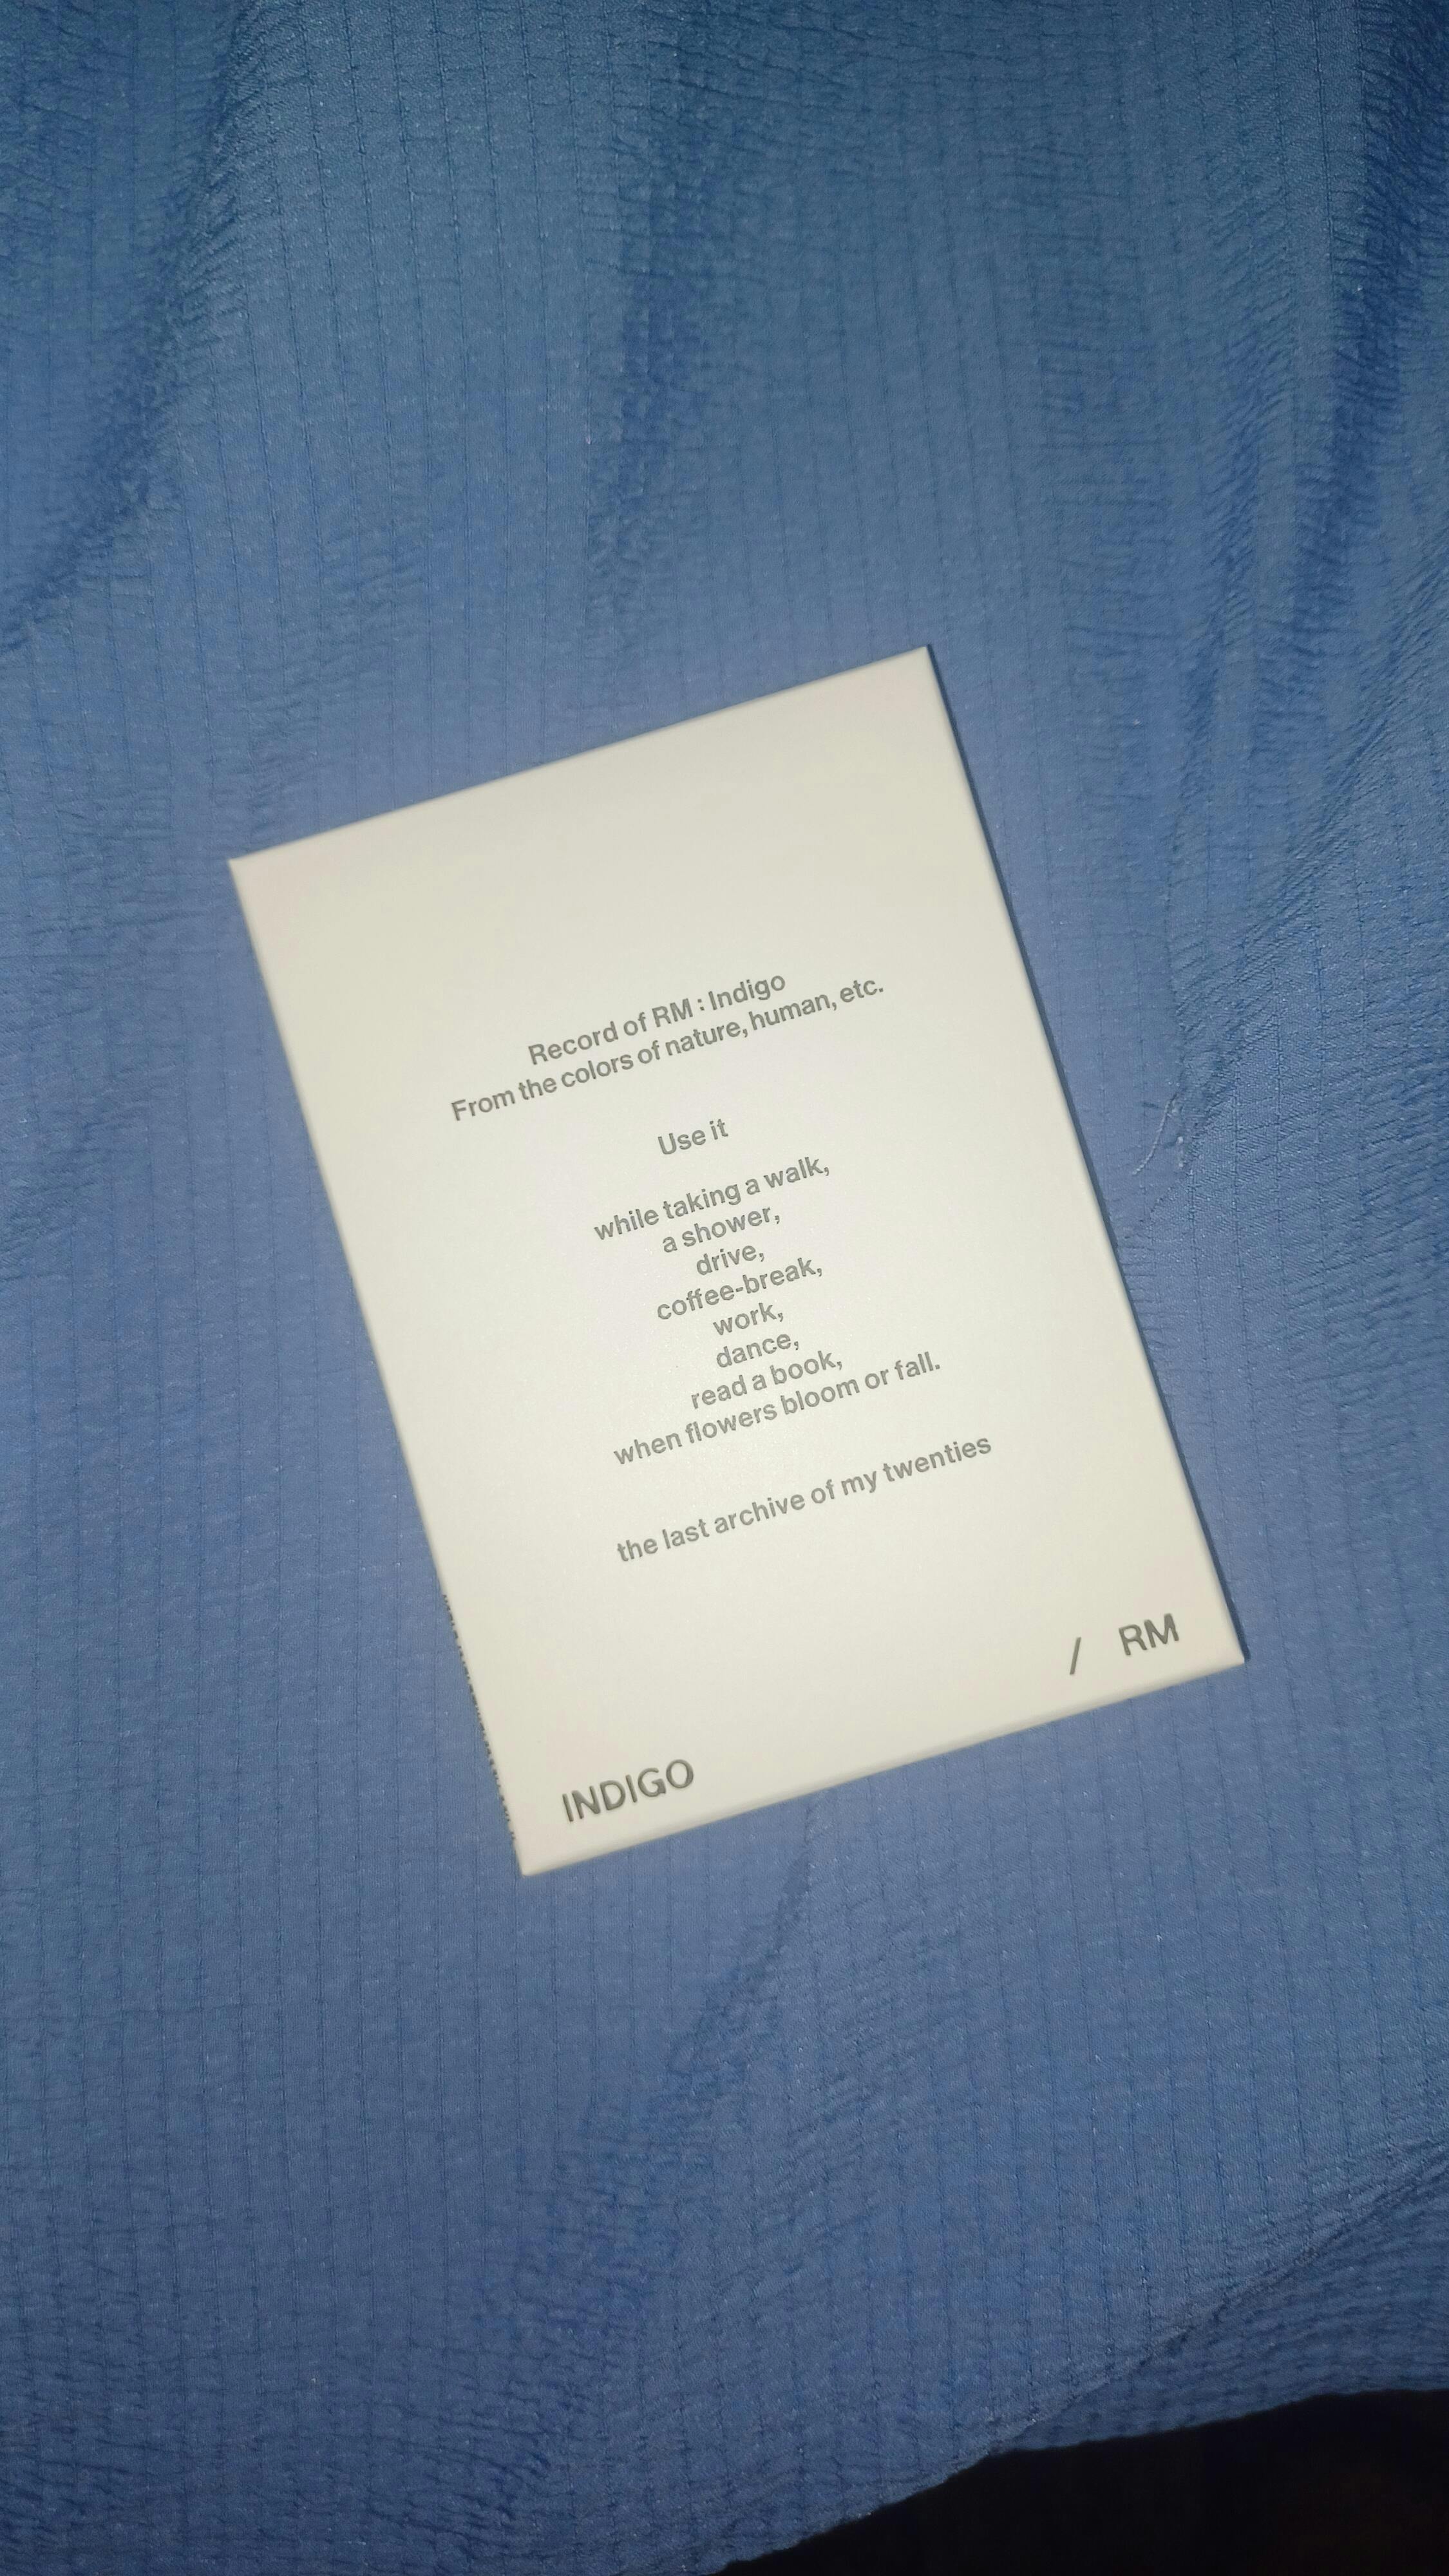 Record of RM : Indigo
From the colors of nature, human, etc.
Use it
while taking a walk,
a shower,
drive,
coffee-break,
work,
dance,
read a book,
when flowers bloom or fall.
the last archive of my twenties
INDIGO / RM